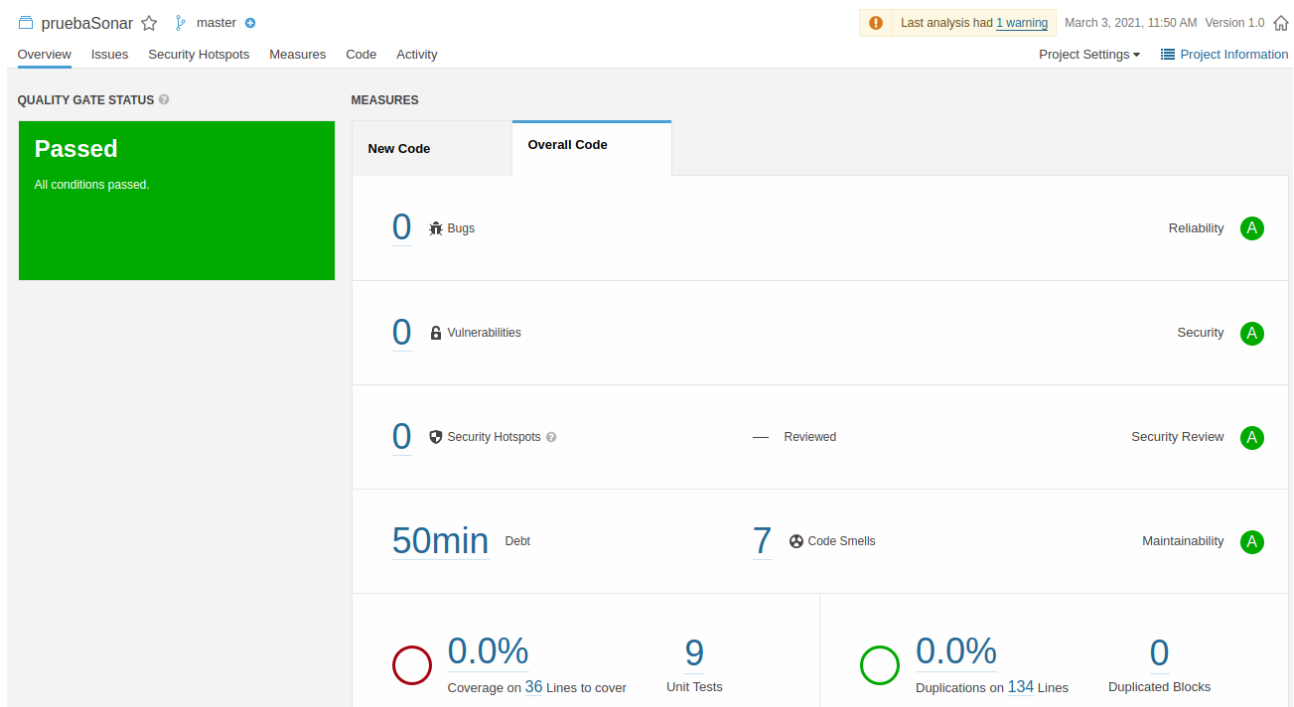 pruebaSonar master Last analysis had 1 warning March 3, 2021, 11:50 AM Version 1.0
Overview Issues Security Hotspots Measures Code Activity Project Settings Project Information
QUALITY GATE STATUS ? MEASURES
Passed
All conditions passed.
New Code Overall Code
0 Bugs Reliability A
0 Vulnerabilities Security A
0 Security Hotspots ? — Reviewed Security Review A
50min Debt 7 Code Smells Maintainability A
0.0% 9 0.0% 0
Coverage on 36 Lines to cover Unit Tests Duplications on 134 Lines Duplicated Blocks